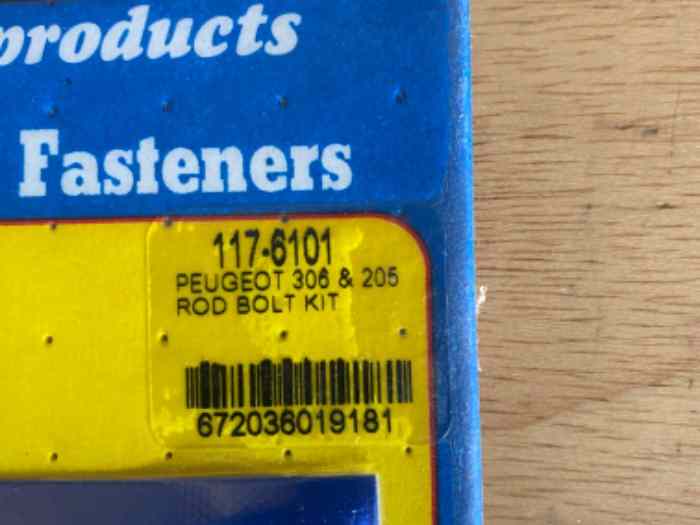 products
Fasteners
117-6101
PEUGEOT 306 & 205
ROD BOLT KIT
672036019181